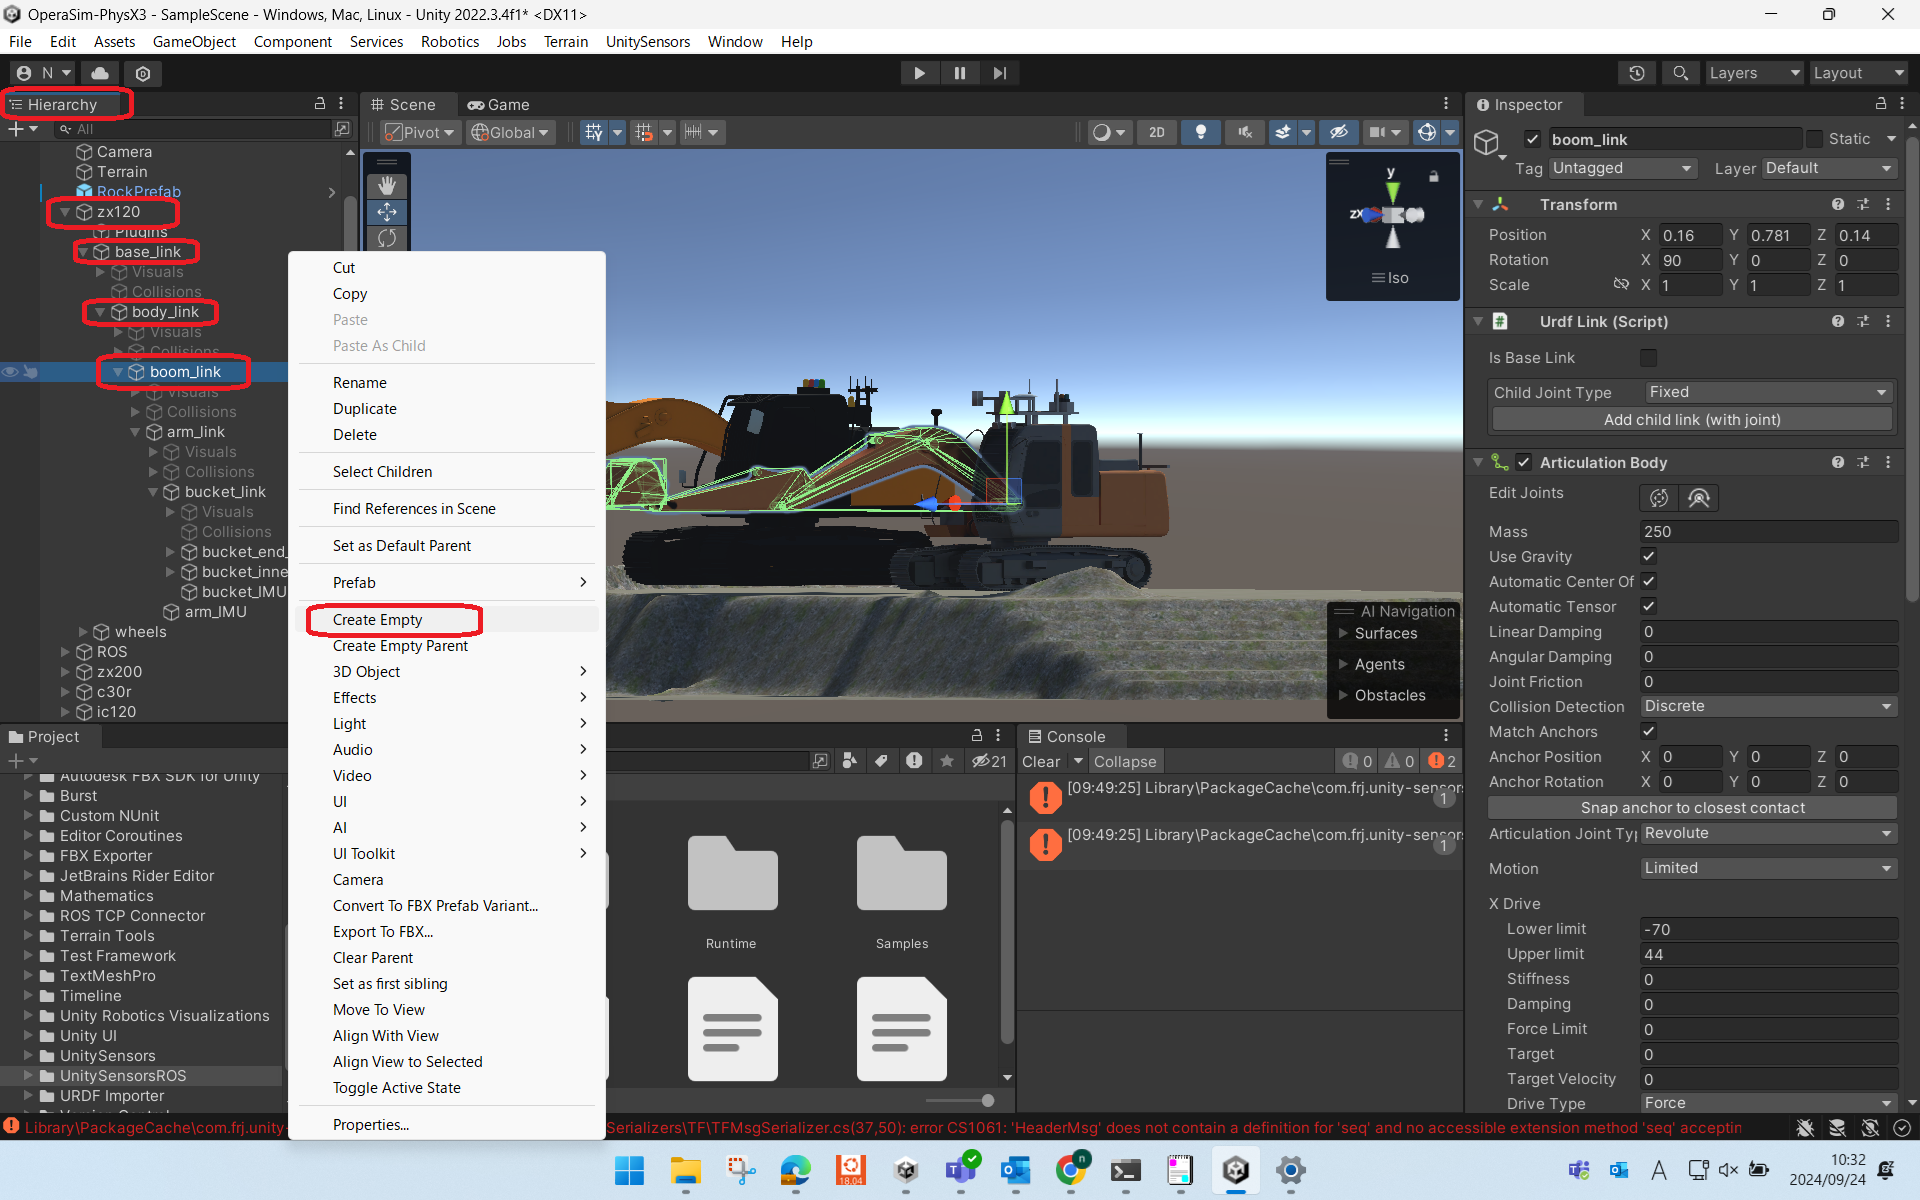 OperaSim-PhysX3 - SampleScene - Windows, Mac, Linux - Unity 2022.3.4f1* <DX11>
File Edit Assets GameObject Component Services Robotics Jobs Terrain UnitySensors Window Help
N
Layers
Layout
Hierarchy
All
Camera
Terrain
RockPrefab
zx120
Plugins
base_link
Visuals
Collisions
body_link
Visuals
Collisions
boom_link
Visuals
Collisions
arm_link
Visuals
Collisions
bucket_link
Visuals
Collisions
bucket_end_
bucket_inne
bucket_IMU
arm_IMU
wheels
ROS
zx200
c30r
ic120
Cut
Copy
Paste
Paste As Child
Rename
Duplicate
Delete
Select Children
Find References in Scene
Set as Default Parent
Prefab
Create Empty
Create Empty Parent
3D Object
Effects
Light
Audio
Video
UI
AI
UI Toolkit
Camera
Convert To FBX Prefab Variant...
Export To FBX...
Clear Parent
Set as first sibling
Move To View
Align With View
Align View to Selected
Toggle Active State
Properties...
Scene
Game
Pivot
Global
2D
y
zx
Iso
AI Navigation
Surfaces
Agents
Obstacles
Inspector
boom_link
Static
Tag Untagged
Layer Default
Transform
Position X 0.16 Y 0.781 Z 0.14
Rotation X 90 Y 0 Z 0
Scale X 1 Y 1 Z 1
Urdf Link (Script)
Is Base Link
Child Joint Type Fixed
Add child link (with joint)
Articulation Body
Edit Joints
Mass 250
Use Gravity
Automatic Center Of
Automatic Tensor
Linear Damping 0
Angular Damping 0
Joint Friction 0
Collision Detection Discrete
Match Anchors
Anchor Position X 0 Y 0 Z 0
Anchor Rotation X 0 Y 0 Z 0
Snap anchor to closest contact
Articulation Joint Typ Revolute
Motion Limited
X Drive
Lower limit -70
Upper limit 44
Stiffness 0
Damping 0
Force Limit 0
Target 0
Target Velocity 0
Drive Type Force
Project
Autodesk FBX SDK for Unity
Burst
Custom NUnit
Editor Coroutines
FBX Exporter
JetBrains Rider Editor
Mathematics
ROS TCP Connector
Terrain Tools
Test Framework
TextMeshPro
Timeline
Unity Robotics Visualizations
Unity UI
UnitySensors
UnitySensorsROS
URDF Importer
Version Control
21
Runtime
Samples
Console
Clear
Collapse
0 0 2
[09:49:25] Library\PackageCache\com.frj.unity-sensors
1
[09:49:25] Library\PackageCache\com.frj.unity-sensors
1
Library\PackageCache\com.frj.unity- Serializers\TF\TFMsgSerializer.cs(37,50): error CS1061: 'HeaderMsg' does not contain a definition for 'seq' and no accessible extension method 'seq' acceptin
18.04
n
A
10:32
2024/09/24